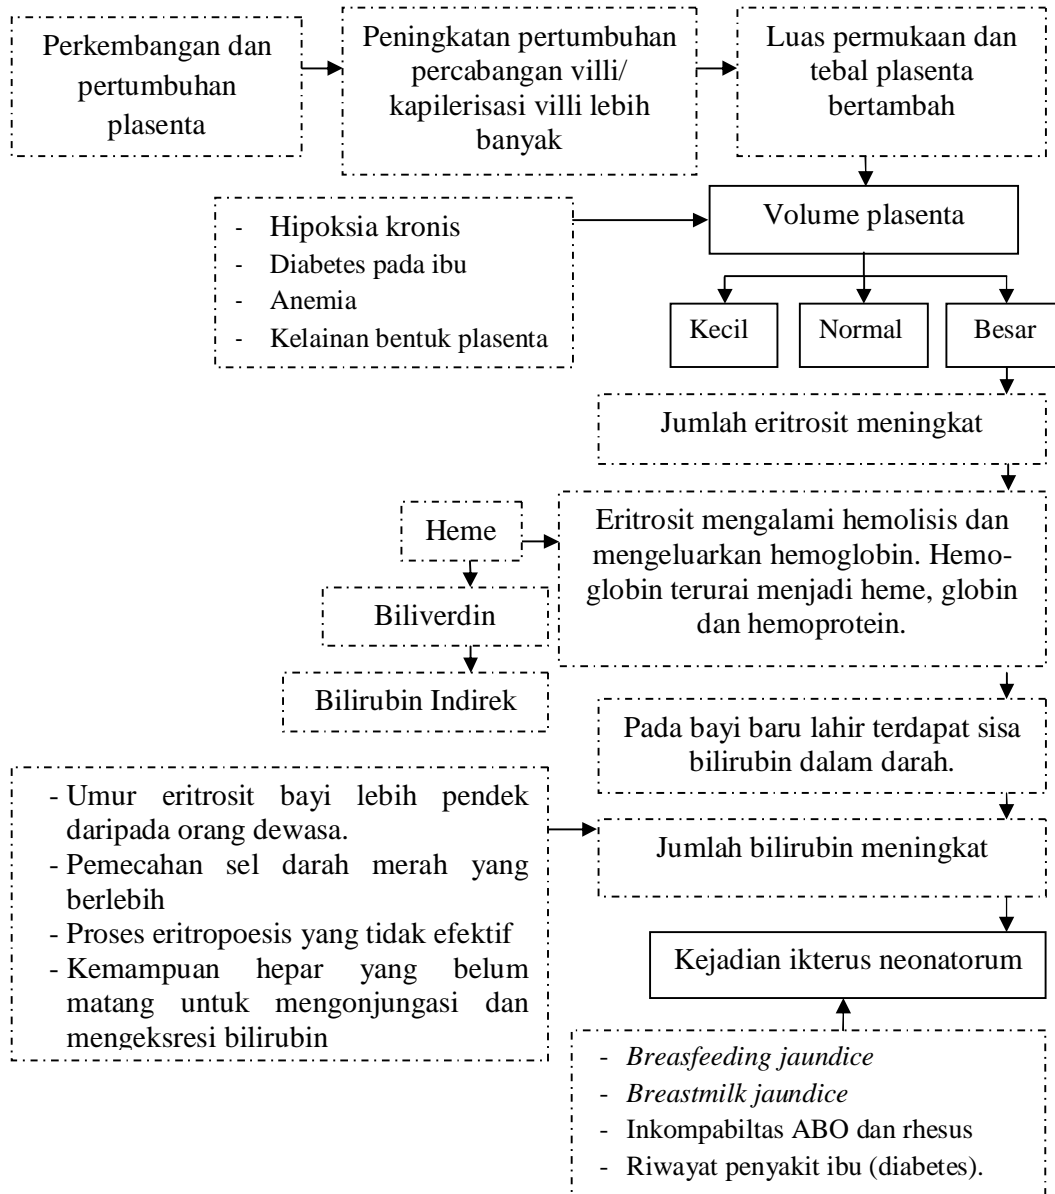 Perkembangan dan
pertumbuhan
plasenta
Peningkatan pertumbuhan
percabangan villi/
kapilerisasi villi lebih
banyak
Luas permukaan dan
tebal plasenta
bertambah
Volume plasenta
- Hipoksia kronis
- Diabetes pada ibu
- Anemia
- Kelainan bentuk plasenta
Kecil
Normal
Besar
Jumlah eritrosit meningkat
Heme
Eritrosit mengalami hemolisis dan
mengeluarkan hemoglobin. Hemo-
globin terurai menjadi heme, globin
dan hemoprotein.
Biliverdin
Bilirubin Indirek
Pada bayi baru lahir terdapat sisa
bilirubin dalam darah.
- Umur eritrosit bayi lebih pendek
daripada orang dewasa.
- Pemecahan sel darah merah yang
berlebih
- Proses eritropoesis yang tidak efektif
- Kemampuan hepar yang belum
matang untuk mengonjungasi dan
mengeksresi bilirubin
Jumlah bilirubin meningkat
Kejadian ikterus neonatorum
- Breasfeeding jaundice
- Breastmilk jaundice
- Inkompabiltas ABO dan rhesus
- Riwayat penyakit ibu (diabetes).